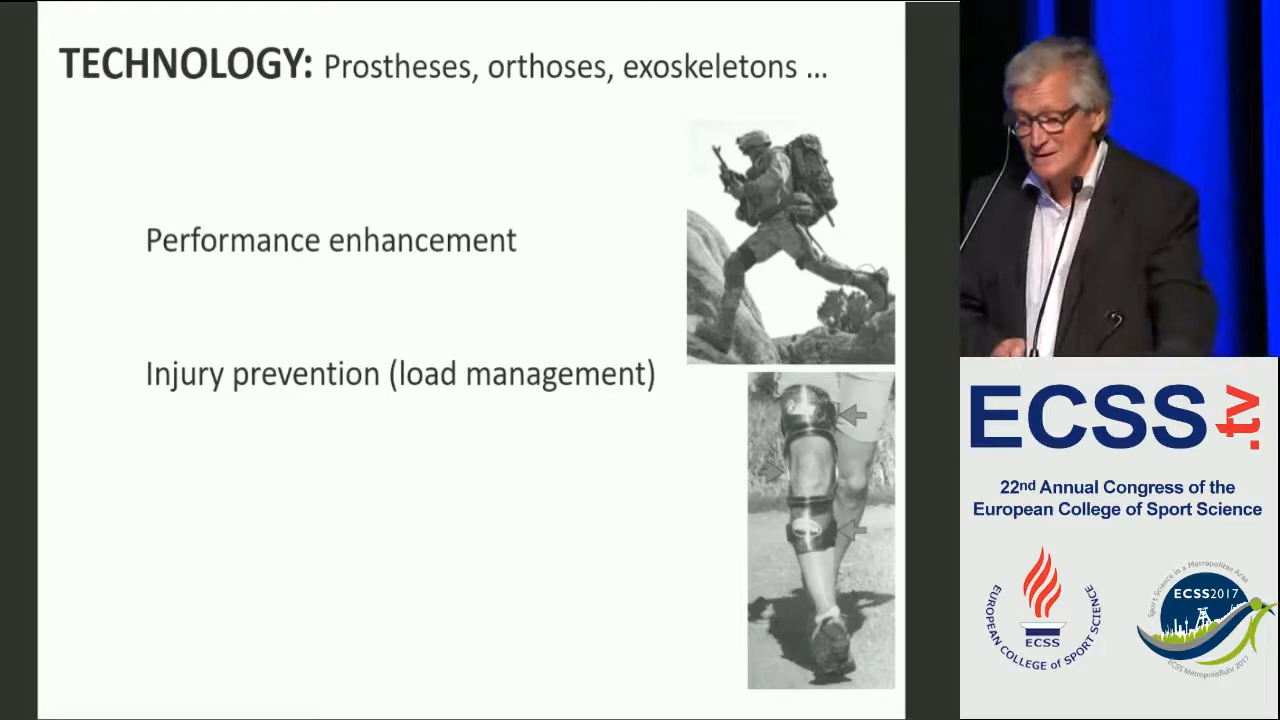 TECHNOLOGY: Prostheses, orthoses, exoskeletons ...
Performance enhancement
Injury prevention (load management)
ECSS.tv
22nd Annual Congress of the
European College of Sport Science
EUROPEAN COLLEGE of SPORT SCIENCE
ECSS
Sport Science in a Metropolitan Area
ECSS2017
ECSS MetropolisRuhr 2017